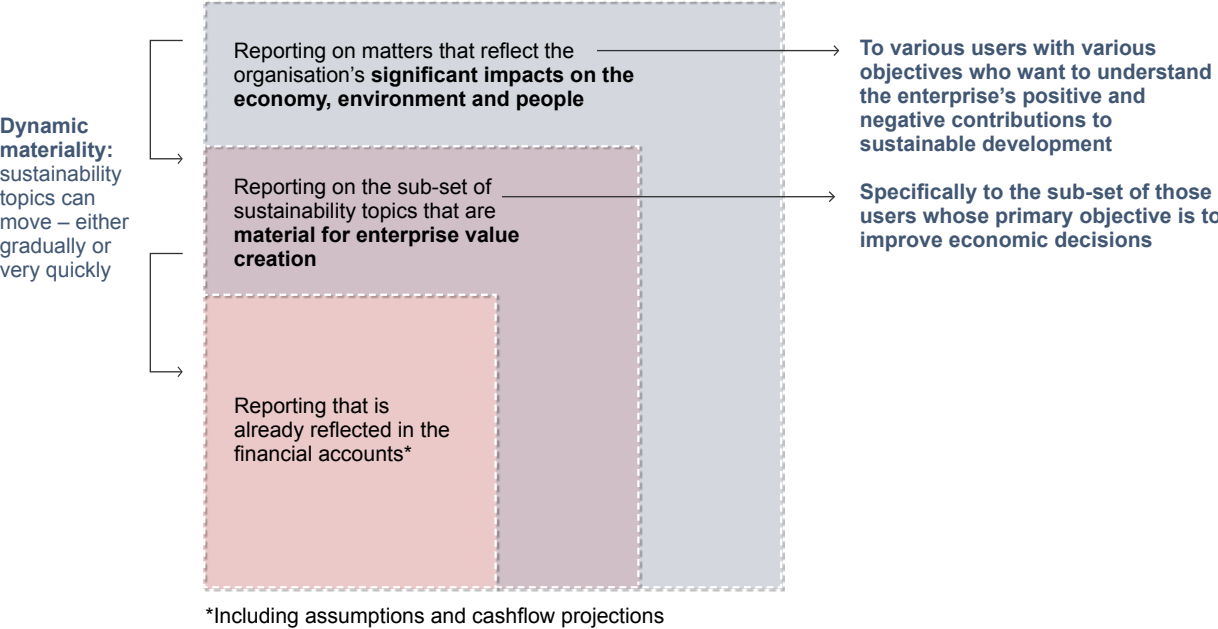 Dynamic
materiality:
sustainability
topics can
move – either
gradually or
very quickly
Reporting on matters that reflect the
organisation’s significant impacts on the
economy, environment and people
To various users with various
objectives who want to understand
the enterprise’s positive and
negative contributions to
sustainable development
Reporting on the sub-set of
sustainability topics that are
material for enterprise value
creation
Specifically to the sub-set of those
users whose primary objective is to
improve economic decisions
Reporting that is
already reflected in the
financial accounts*
*Including assumptions and cashflow projections